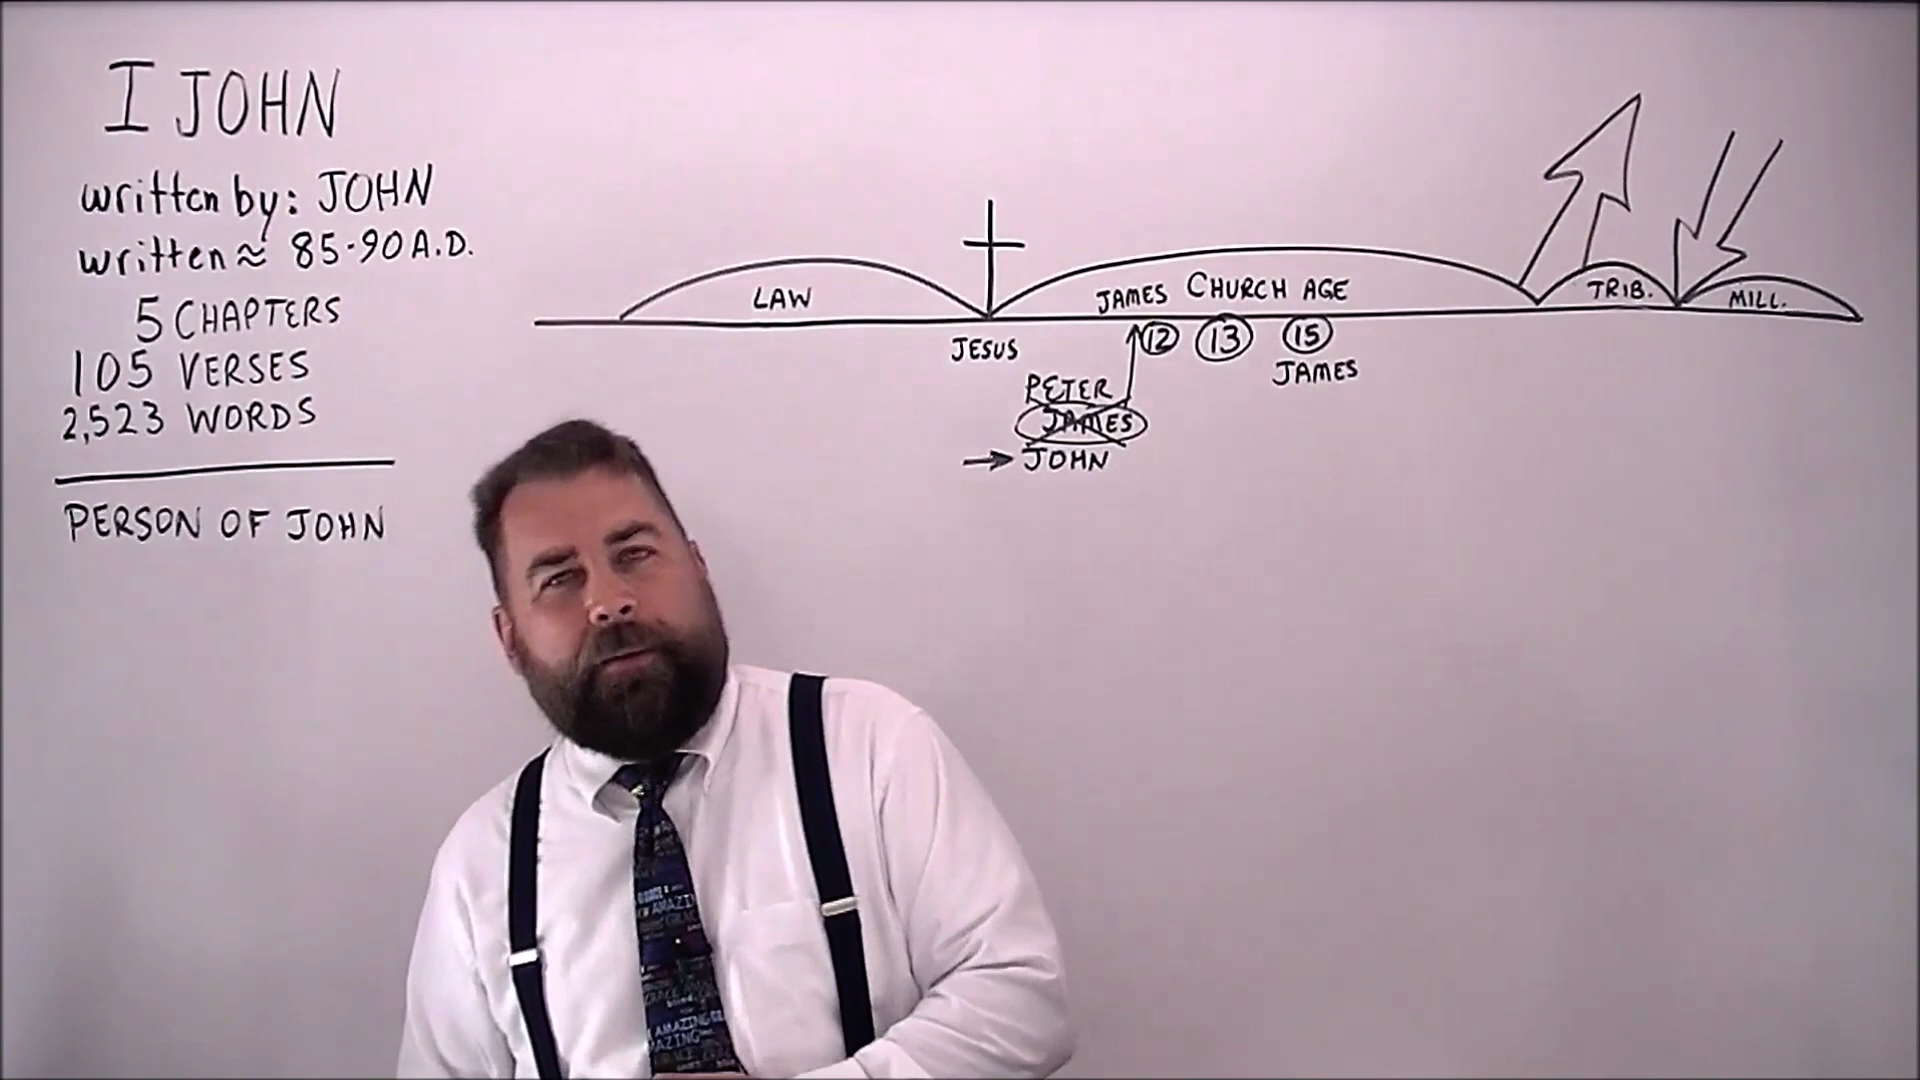 I JOHN
written by: JOHN
written ≈ 85-90 A.D.
5 CHAPTERS
105 VERSES
2,523 WORDS
PERSON OF JOHN
LAW
JESUS
JAMES CHURCH AGE
TRIB.
MILL.
12 13 15
JAMES
PETER
JAMES
JOHN
AMAZING
GRACE
AMAZING